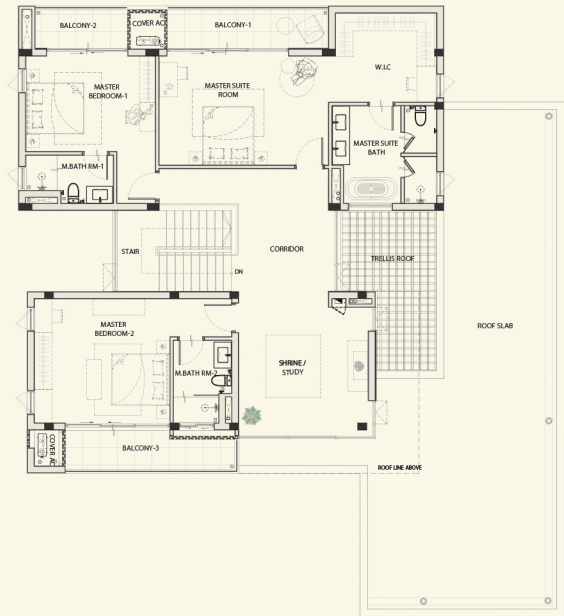 BALCONY-2
COVER AC
BALCONY-1
MASTER
BEDROOM-1
MASTER SUITE
ROOM
W.I.C
M.BATH RM-1
MASTER SUITE
BATH
STAIR
CORRIDOR
TRELLIS ROOF
DN
MASTER
BEDROOM-2
M.BATH RM-2
SHRINE /
STUDY
ROOF SLAB
COVER AC
BALCONY-3
ROOF LINE ABOVE